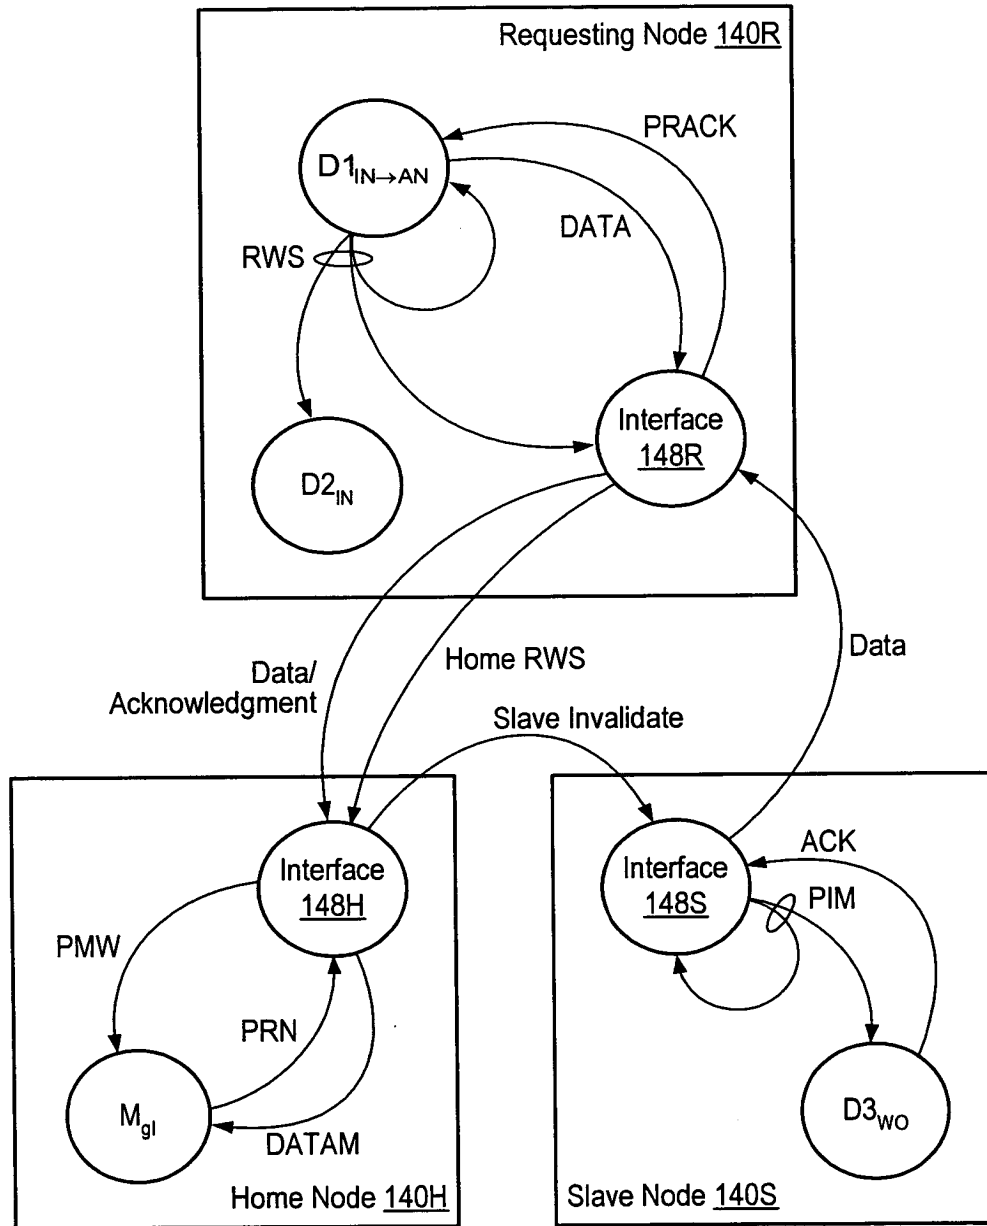 Requesting Node 140R
D1IN→AN
PRACK
DATA
RWS
Interface
148R
D2IN
Data/
Acknowledgment
Home RWS
Data
Slave Invalidate
Interface
148H
Interface
148S
ACK
PIM
PMW
PRN
Mgl
DATAM
D3WO
Home Node 140H
Slave Node 140S